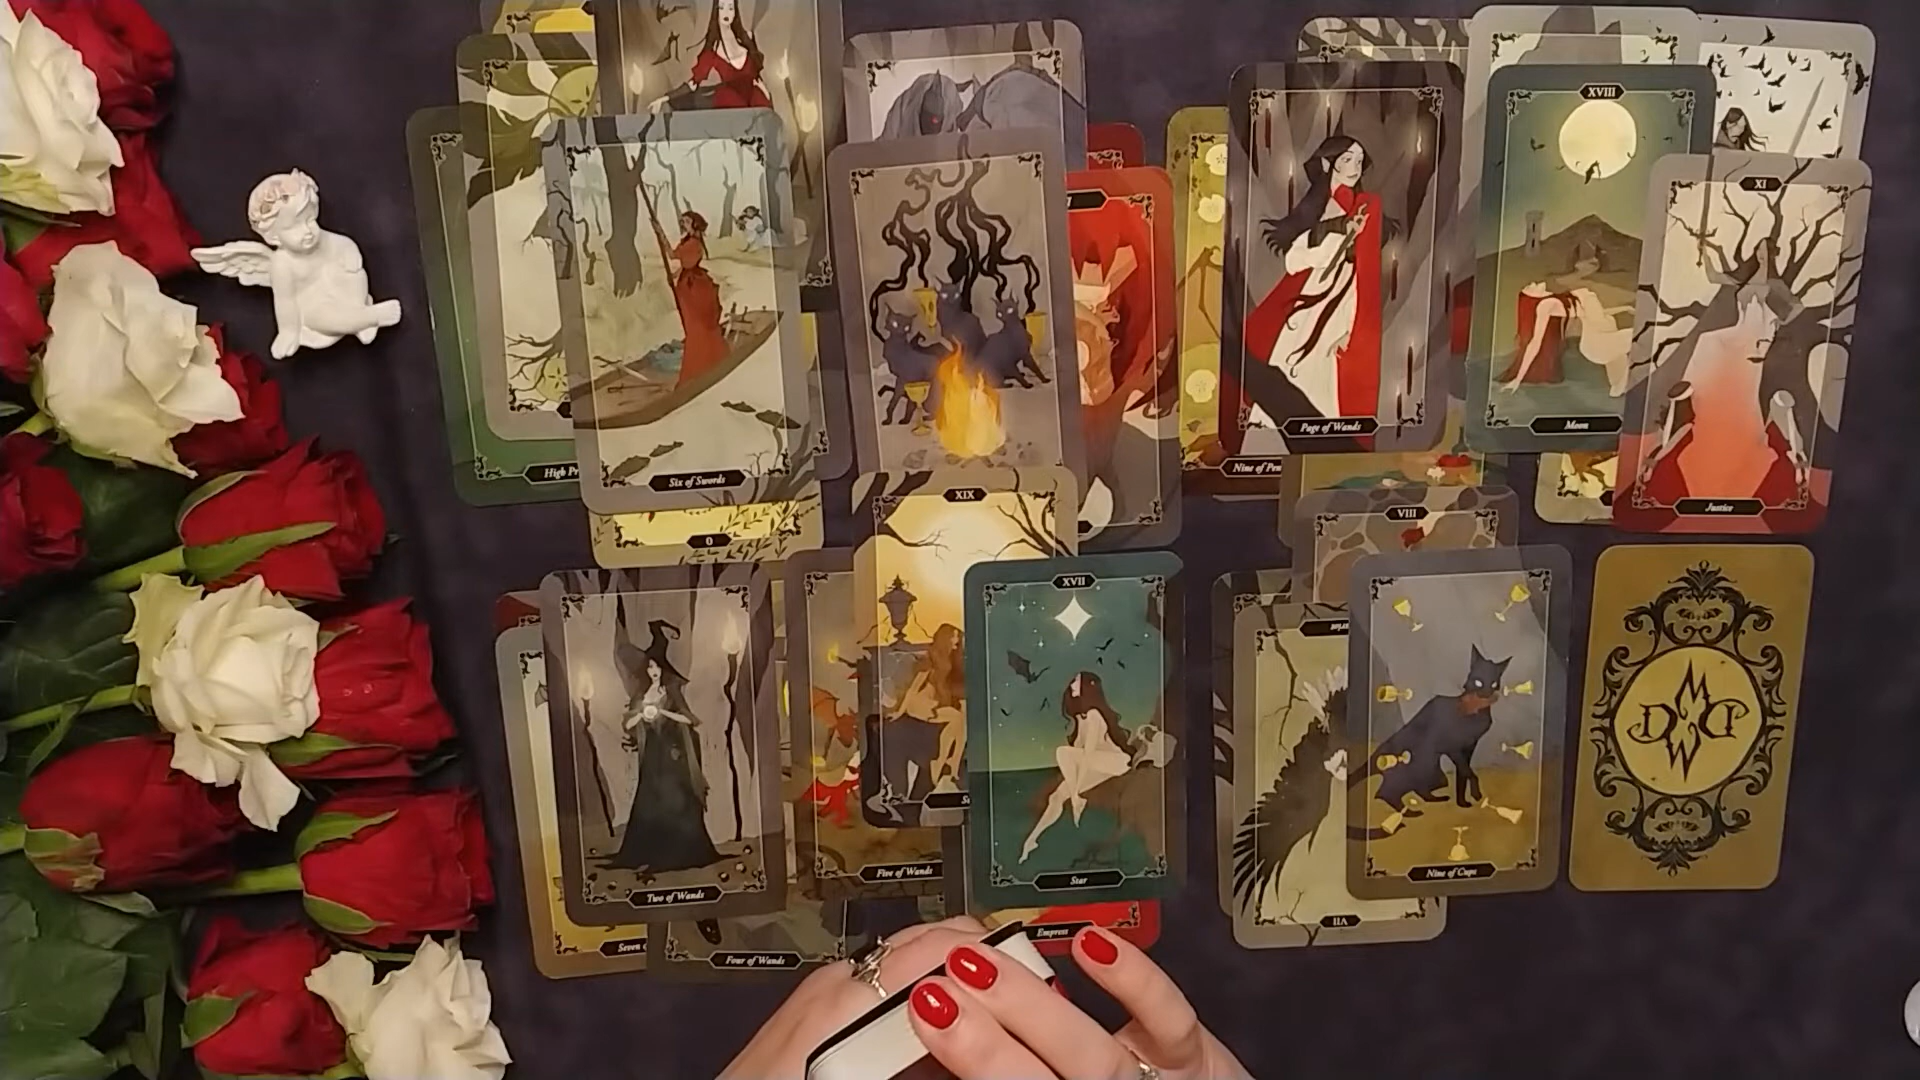 XVIII
XI
High Pr
Six of Swords
Nine of Pen
Page of Wands
Moon
Justice
0
XIX
VIII
XVII
Two of Wands
Five of Wands
Star
Nine of Cups
Seven
Four of Wands
Empress
VII